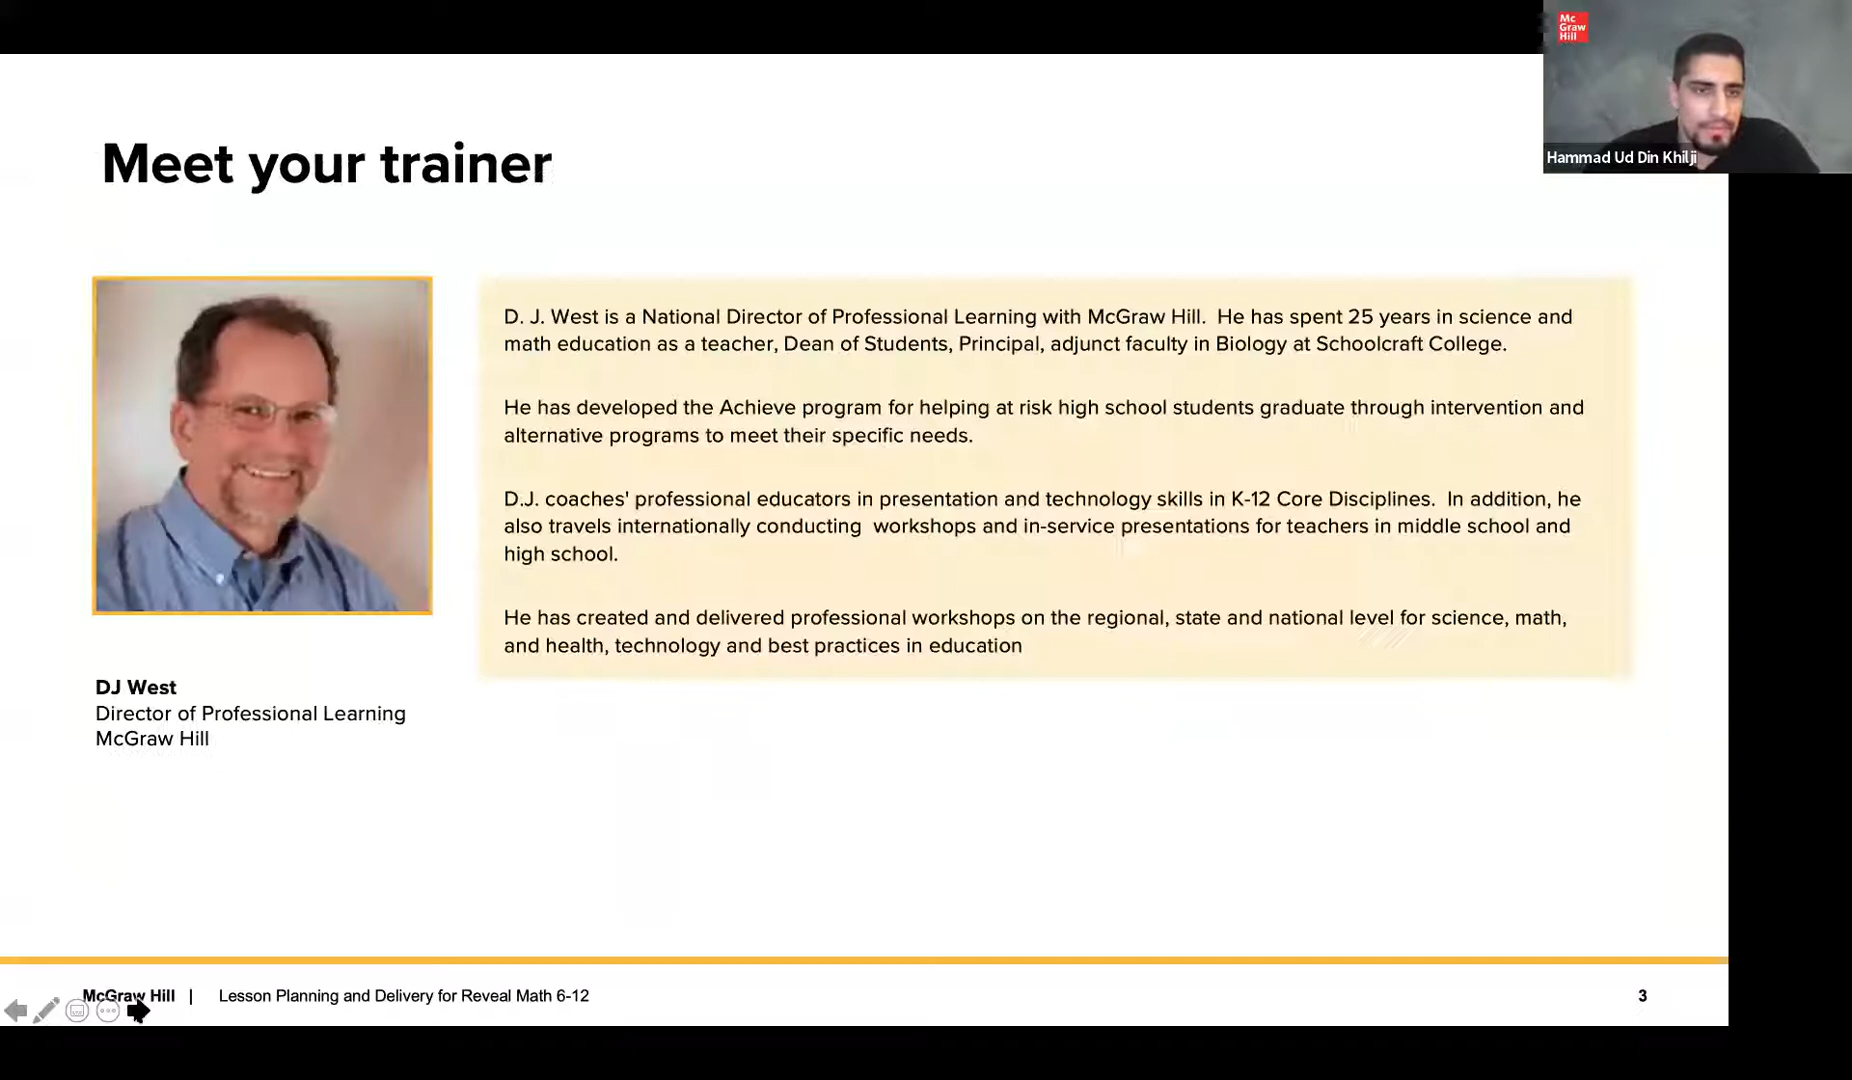 Mc
Graw
Hill
Hammad Ud Din Khilji
Meet your trainer
D. J. West is a National Director of Professional Learning with McGraw Hill.  He has spent 25 years in science and
math education as a teacher, Dean of Students, Principal, adjunct faculty in Biology at Schoolcraft College.
He has developed the Achieve program for helping at risk high school students graduate through intervention and
alternative programs to meet their specific needs.
D.J. coaches' professional educators in presentation and technology skills in K-12 Core Disciplines.  In addition, he
also travels internationally conducting  workshops and in-service presentations for teachers in middle school and
high school.
He has created and delivered professional workshops on the regional, state and national level for science, math,
and health, technology and best practices in education
DJ West
Director of Professional Learning
McGraw Hill
McGraw Hill | Lesson Planning and Delivery for Reveal Math 6-12
3